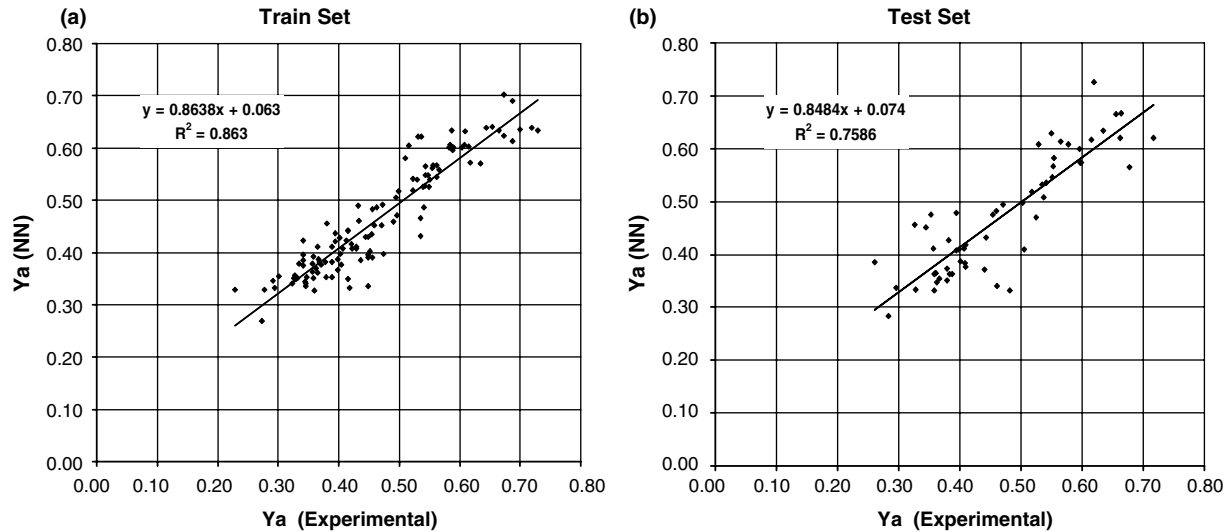 (a) Train Set
0.80
0.70
0.60
0.50
0.40
0.30
0.20
0.10
0.00
Ya (NN)
y = 0.8638x + 0.063
R² = 0.863
0.00 0.10 0.20 0.30 0.40 0.50 0.60 0.70 0.80
Ya (Experimental)
(b) Test Set
0.80
0.70
0.60
0.50
0.40
0.30
0.20
0.10
0.00
Ya (NN)
y = 0.8484x + 0.074
R² = 0.7586
0.00 0.10 0.20 0.30 0.40 0.50 0.60 0.70 0.80
Ya (Experimental)